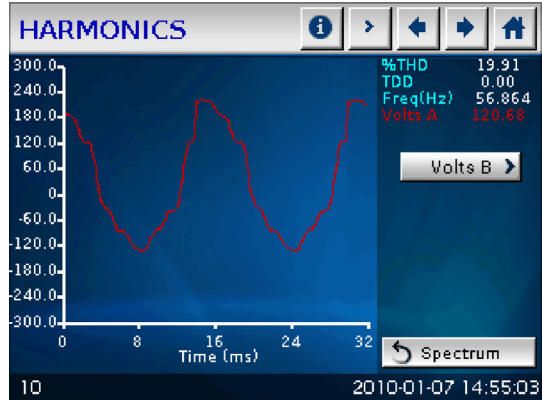 HARMONICS
300.0
240.0
180.0
120.0
60.0
0
-60.0
-120.0
-180.0
-240.0
-300.0
0 8 16 24 32
Time (ms)
%THD 19.91
TDD 0.00
Freq(Hz) 56.864
Volts A 120.68
Volts B
Spectrum
10 2010-01-07 14:55:03